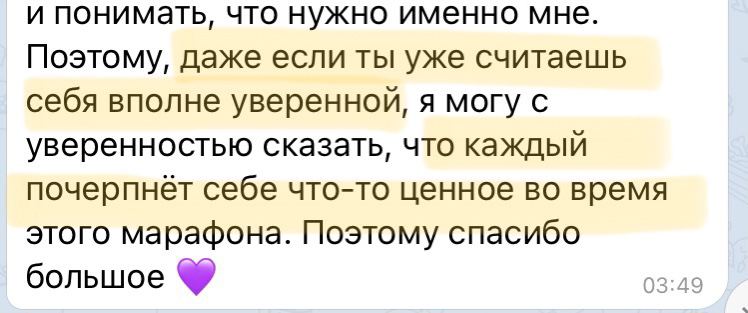 и понимать, что нужно именно мне.
Поэтому, даже если ты уже считаешь
себя вполне уверенной, я могу с
уверенностью сказать, что каждый
почерпнёт себе что-то ценное во время
этого марафона. Поэтому спасибо
большое 💜
03:49